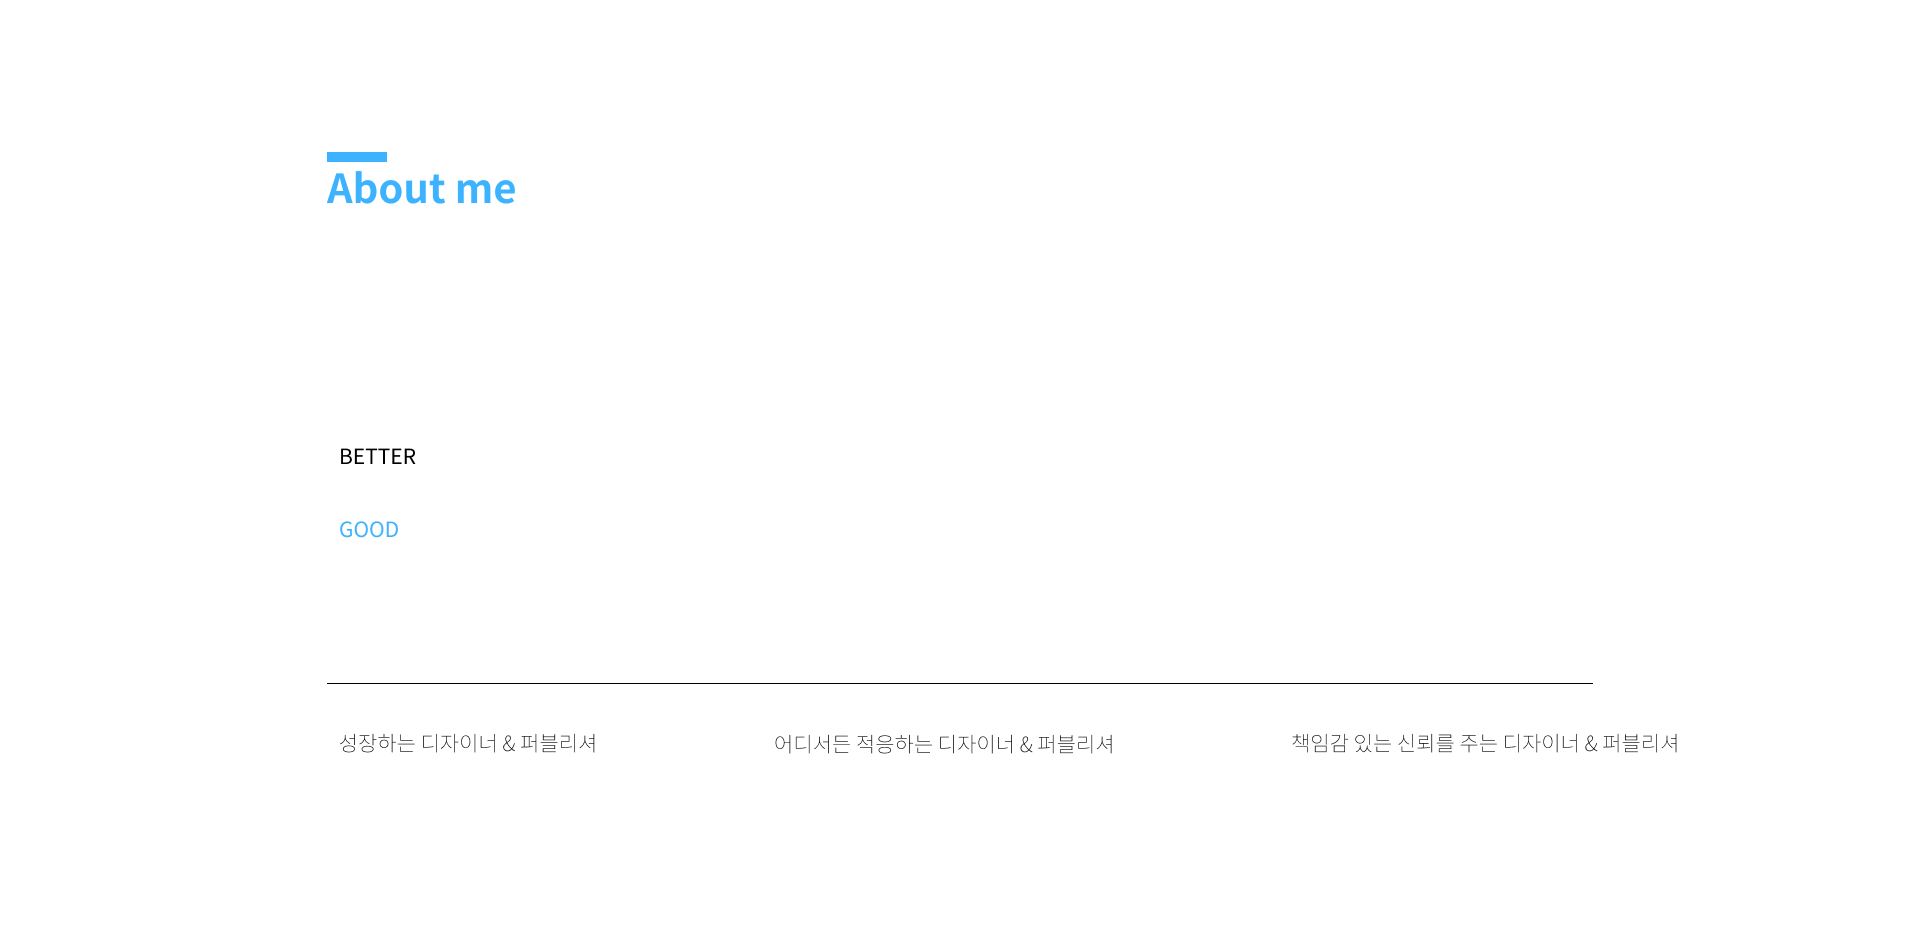 About me
BETTER
GOOD
성장하는 디자이너 & 퍼블리셔
어디서든 적응하는 디자이너 & 퍼블리셔
책임감 있는 신뢰를 주는 디자이너 & 퍼블리셔